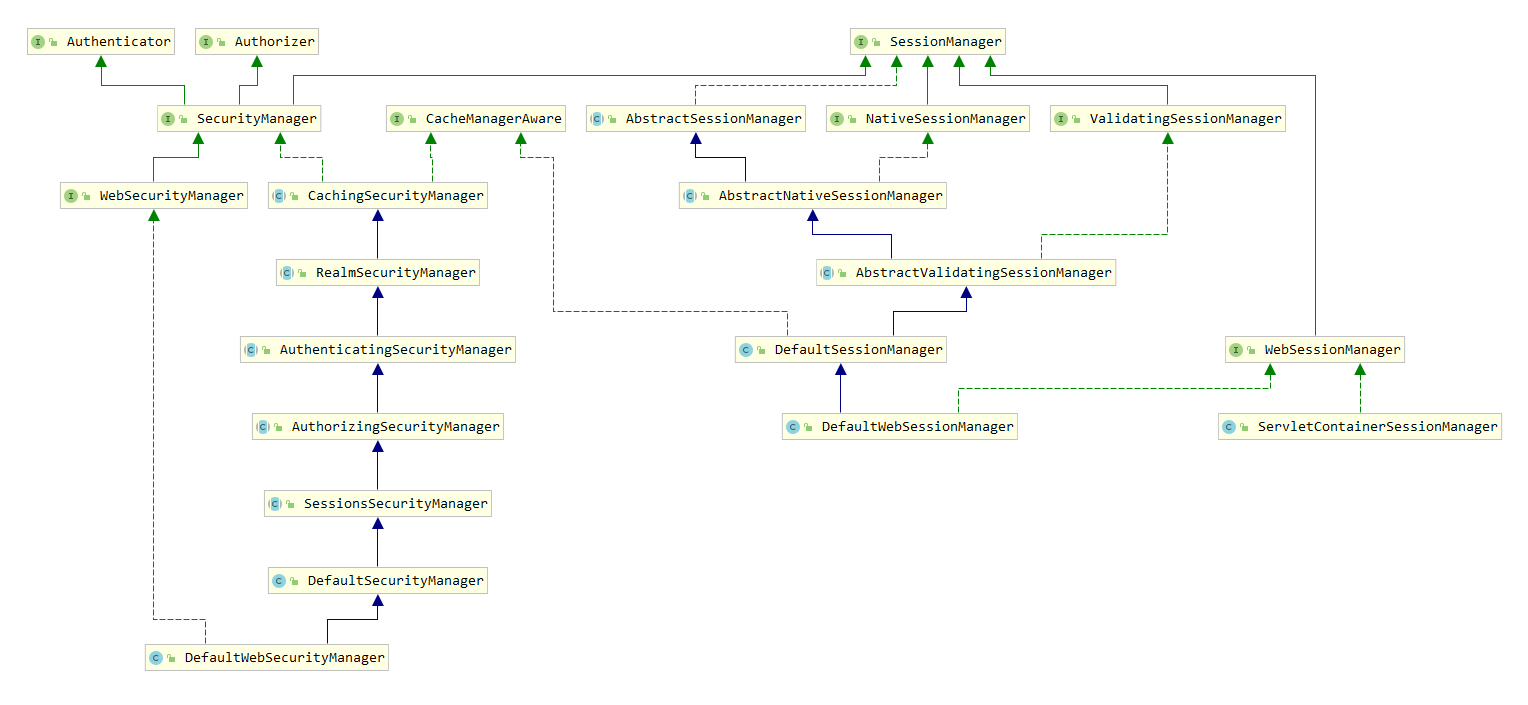 Authenticator
Authorizer
SessionManager
SecurityManager
CacheManagerAware
AbstractSessionManager
NativeSessionManager
ValidatingSessionManager
WebSecurityManager
CachingSecurityManager
AbstractNativeSessionManager
RealmSecurityManager
AbstractValidatingSessionManager
AuthenticatingSecurityManager
DefaultSessionManager
WebSessionManager
AuthorizingSecurityManager
DefaultWebSessionManager
ServletContainerSessionManager
SessionsSecurityManager
DefaultSecurityManager
DefaultWebSecurityManager